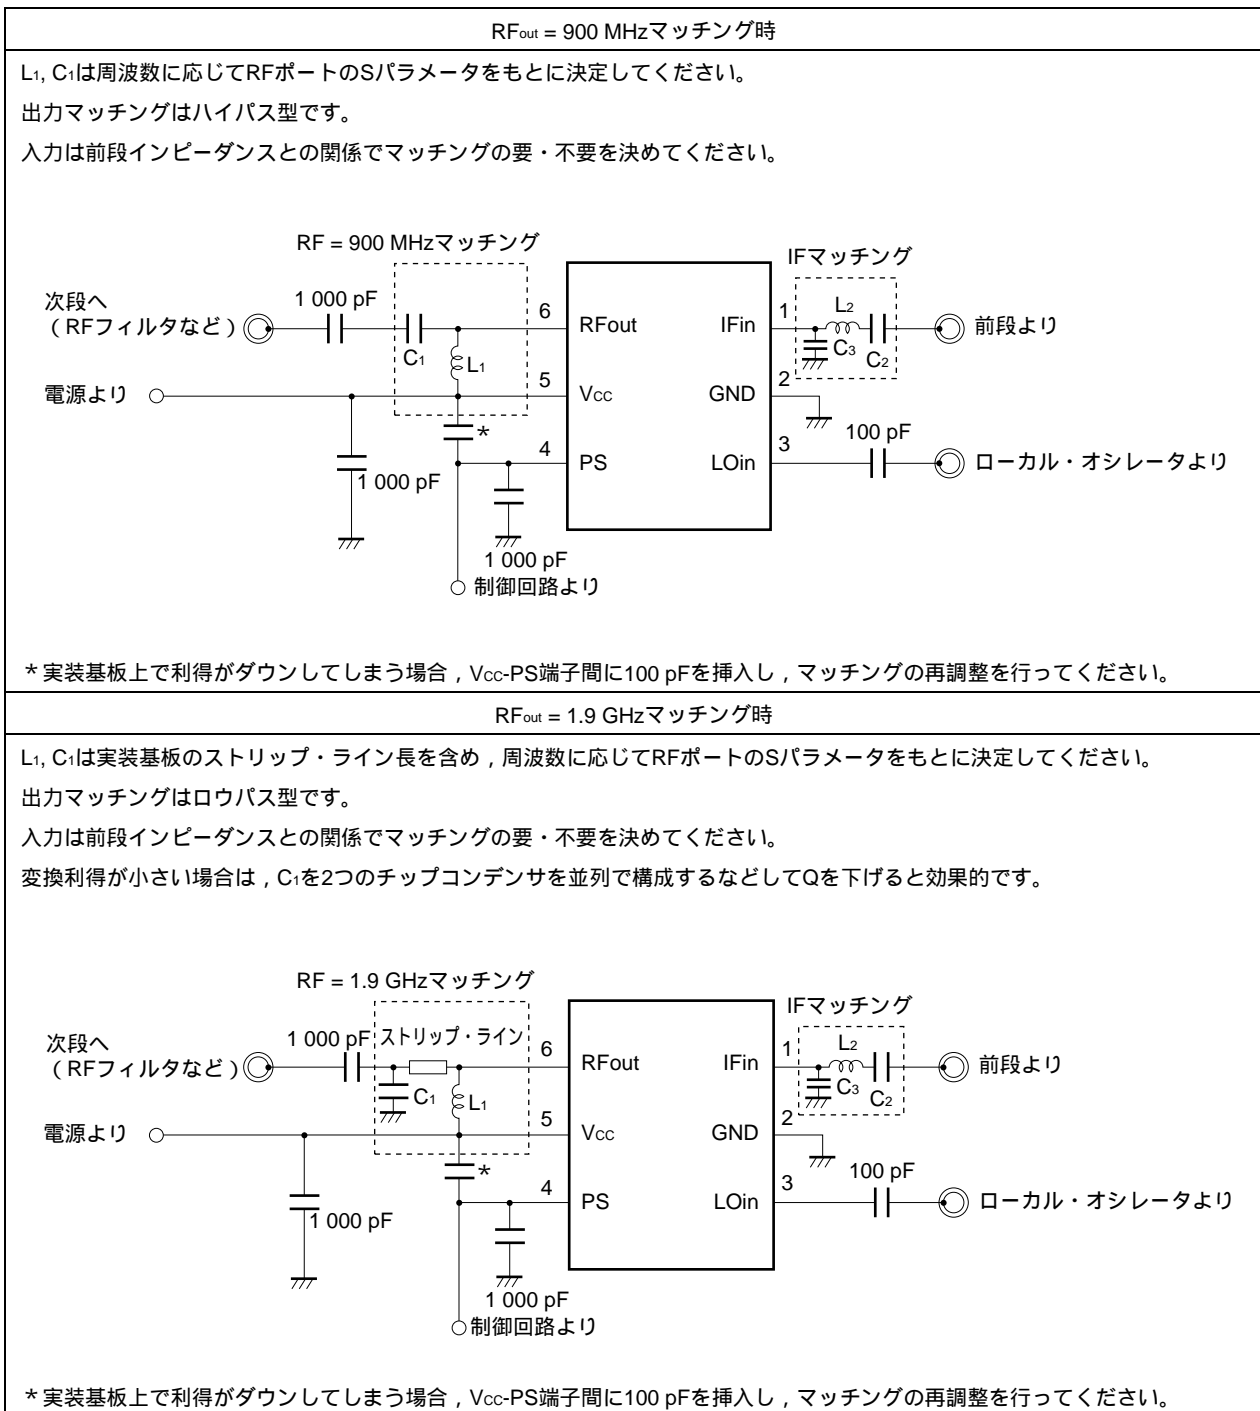 RFout = 900 MHzマッチング時
L1, C1は周波数に応じてRFポートのSパラメータをもとに決定してください。
出力マッチングはハイパス型です。
入力は前段インピーダンスとの関係でマッチングの要・不要を決めてください。
RF = 900 MHzマッチング
IFマッチング
次段へ
（RFフィルタなど）
1 000 pF
C1
L1
6
RFout
IFin
1
L2
C3
C2
前段より
電源より
5
Vcc
GND
2
*
4
PS
LOin
3
100 pF
ローカル・オシレータより
1 000 pF
1 000 pF
制御回路より
*実装基板上で利得がダウンしてしまう場合，Vcc-PS端子間に100 pFを挿入し，マッチングの再調整を行ってください。
RFout = 1.9 GHzマッチング時
L1, C1は実装基板のストリップ・ライン長を含め，周波数に応じてRFポートのSパラメータをもとに決定してください。
出力マッチングはロウパス型です。
入力は前段インピーダンスとの関係でマッチングの要・不要を決めてください。
変換利得が小さい場合は，C1を2つのチップコンデンサを並列で構成するなどしてQを下げると効果的です。
RF = 1.9 GHzマッチング
IFマッチング
次段へ
（RFフィルタなど）
1 000 pF
ストリップ・ライン
C1
L1
6
RFout
IFin
1
L2
C3
C2
前段より
電源より
5
Vcc
GND
2
*
4
PS
LOin
3
100 pF
ローカル・オシレータより
1 000 pF
1 000 pF
制御回路より
*実装基板上で利得がダウンしてしまう場合，Vcc-PS端子間に100 pFを挿入し，マッチングの再調整を行ってください。